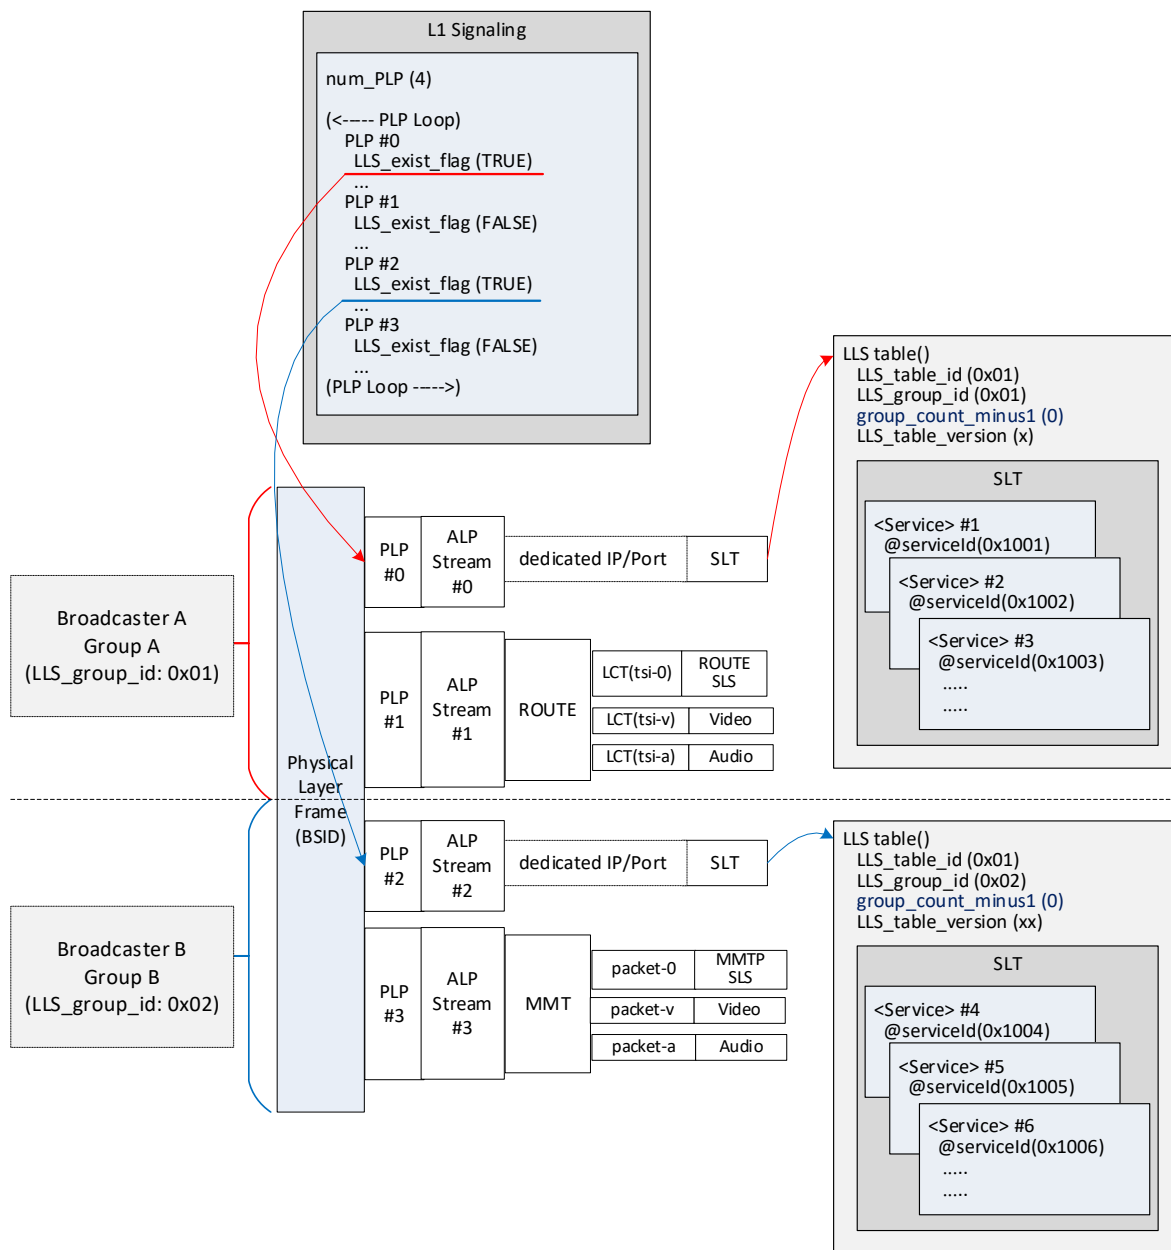 L1 Signaling
num_PLP (4)
(<----- PLP Loop)
PLP #0
LLS_exist_flag (TRUE)
...
PLP #1
LLS_exist_flag (FALSE)
...
PLP #2
LLS_exist_flag (TRUE)
...
PLP #3
LLS_exist_flag (FALSE)
...
(PLP Loop ----->)
Broadcaster A
Group A
(LLS_group_id: 0x01)
Broadcaster B
Group B
(LLS_group_id: 0x02)
Physical
Layer
Frame
(BSID)
PLP
#0
ALP
Stream
#0
dedicated IP/Port
SLT
PLP
#1
ALP
Stream
#1
ROUTE
LCT(tsi-0)
ROUTE
SLS
LCT(tsi-v)
Video
LCT(tsi-a)
Audio
PLP
#2
ALP
Stream
#2
dedicated IP/Port
SLT
PLP
#3
ALP
Stream
#3
MMT
packet-0
MMTP
SLS
packet-v
Video
packet-a
Audio
LLS table()
LLS_table_id (0x01)
LLS_group_id (0x01)
group_count_minus1 (0)
LLS_table_version (x)
SLT
<Service> #1
@serviceId(0x1001)
<Service> #2
@serviceId(0x1002)
<Service> #3
@serviceId(0x1003)
.....
.....
LLS table()
LLS_table_id (0x01)
LLS_group_id (0x02)
group_count_minus1 (0)
LLS_table_version (xx)
SLT
<Service> #4
@serviceId(0x1004)
<Service> #5
@serviceId(0x1005)
<Service> #6
@serviceId(0x1006)
.....
.....